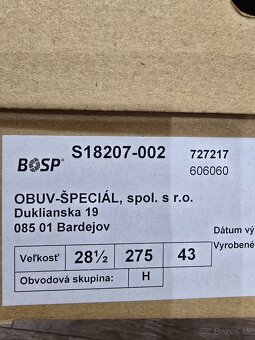 S18207-002
727217
BOSP®
606060
OBUV-ŠPECIÁL, spol. s r.o.
Duklianska 19
085 01 Bardejov
Dátum vý
Vyrobené
Veľkosť 28½ 275 43
Obvodová skupina: H